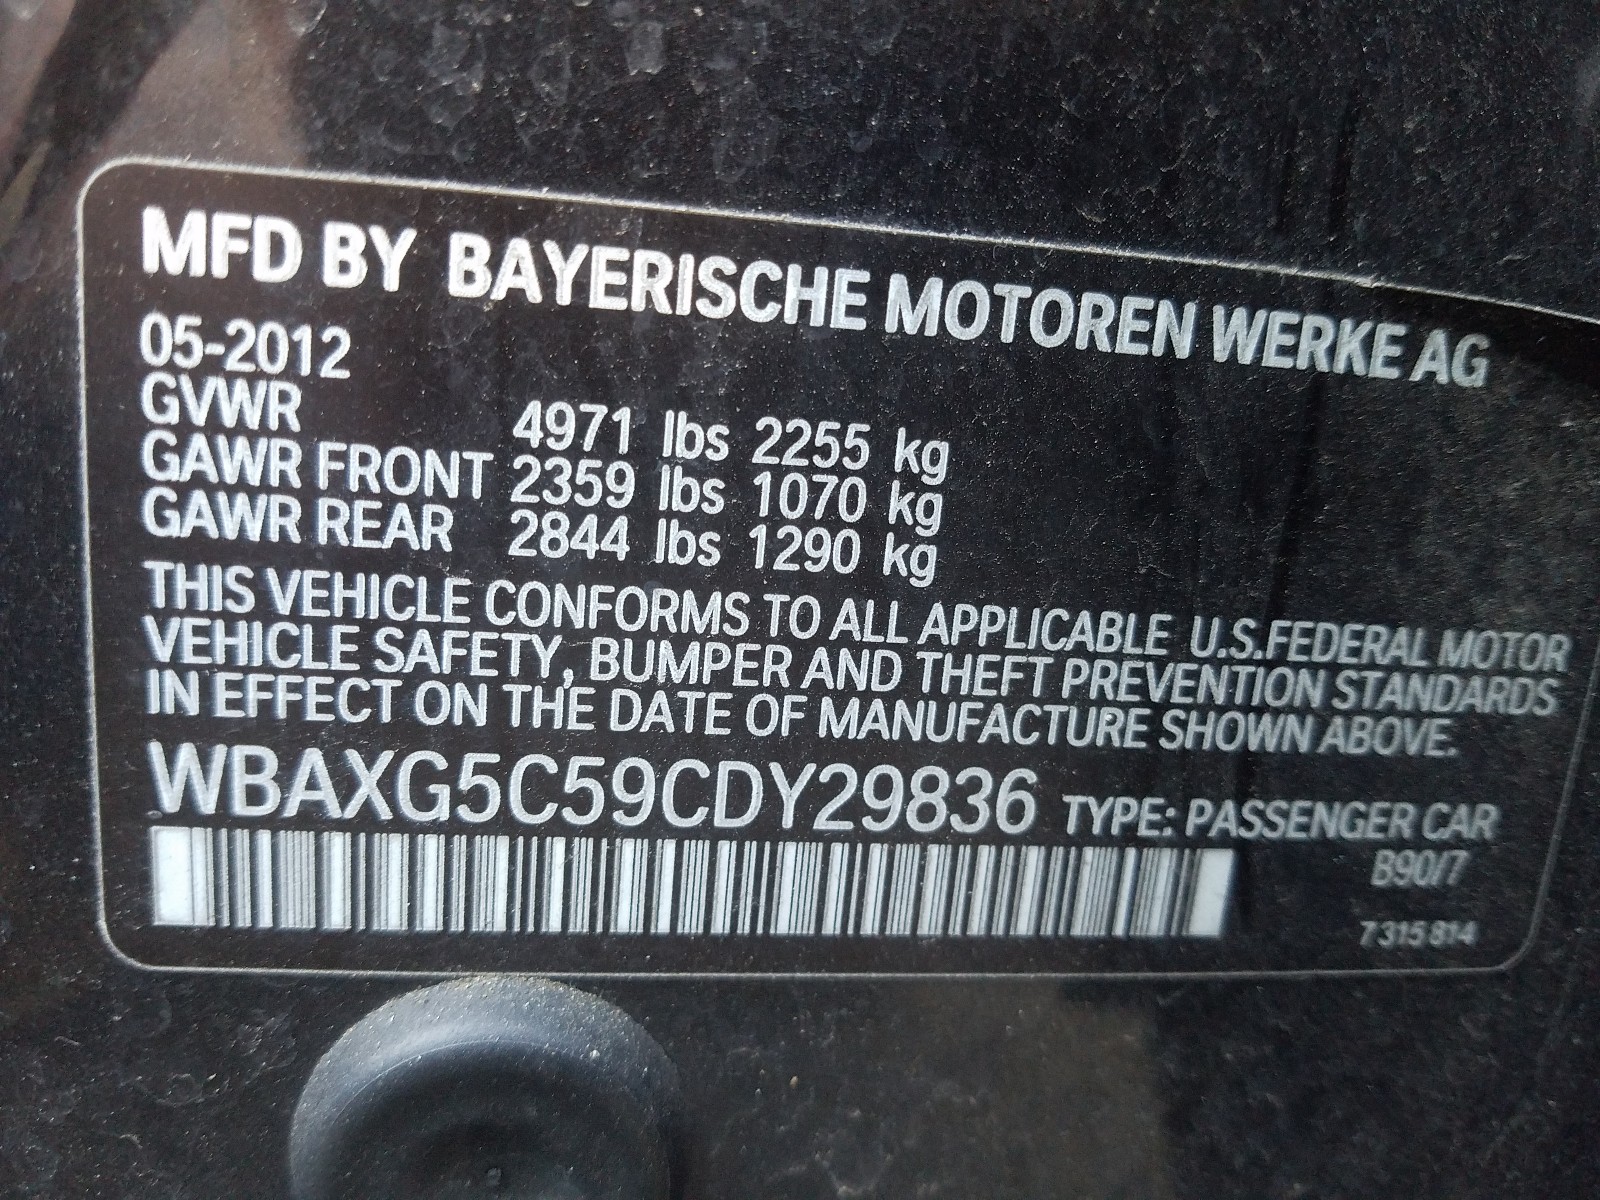 MFD BY BAYERISCHE MOTOREN WERKE AG
05-2012
GVWR 4971 lbs 2255 kg
GAWR FRONT 2359 lbs 1070 kg
GAWR REAR 2844 lbs 1290 kg
THIS VEHICLE CONFORMS TO ALL APPLICABLE U.S.FEDERAL MOTOR
VEHICLE SAFETY, BUMPER AND THEFT PREVENTION STANDARDS
IN EFFECT ON THE DATE OF MANUFACTURE SHOWN ABOVE.
WBAXG5C59CDY29836 TYPE: PASSENGER CAR
B90/7
7 315 814